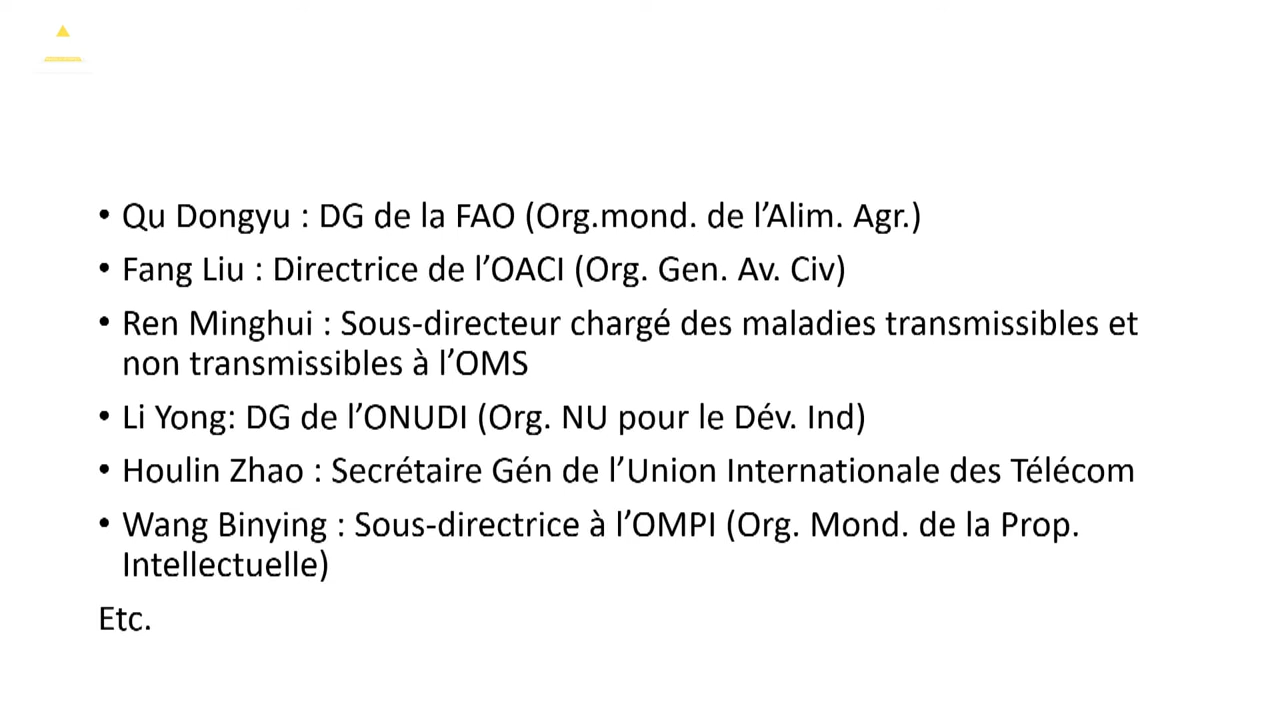 • Qu Dongyu : DG de la FAO (Org.mond. de l’Alim. Agr.)
• Fang Liu : Directrice de l’OACI (Org. Gen. Av. Civ)
• Ren Minghui : Sous-directeur chargé des maladies transmissibles et
non transmissibles à l’OMS
• Li Yong: DG de l’ONUDI (Org. NU pour le Dév. Ind)
• Houlin Zhao : Secrétaire Gén de l’Union Internationale des Télécom
• Wang Binying : Sous-directrice à l’OMPI (Org. Mond. de la Prop.
Intellectuelle)
Etc.